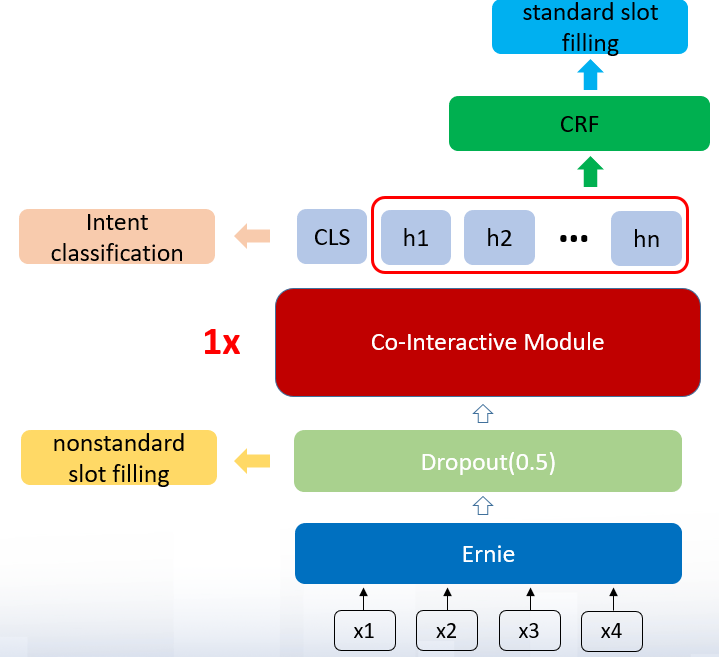 standard slot
filling
CRF
Intent
classification
CLS
h1
h2
•••
hn
1x
Co-Interactive Module
nonstandard
slot filling
Dropout(0.5)
Ernie
x1
x2
x3
x4